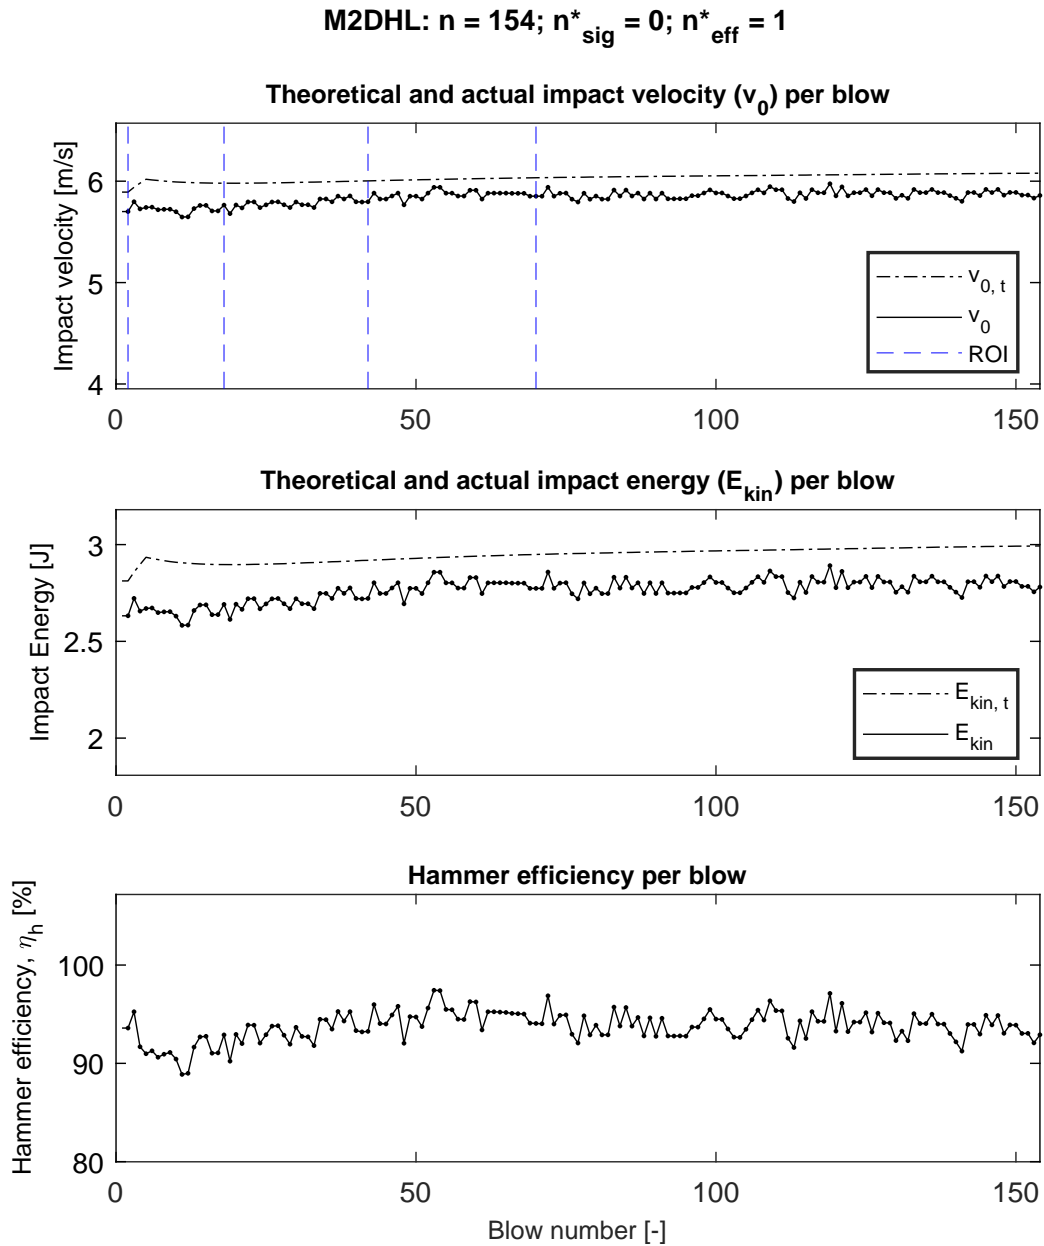 M2DHL: n = 154; n*sig = 0; n*eff = 1
Theoretical and actual impact velocity (v0) per blow
Impact velocity [m/s]
6
5
4
0
50
100
150
v0, t
v0
ROI
Theoretical and actual impact energy (Ekin) per blow
Impact Energy [J]
3
2.5
2
0
50
100
150
Ekin, t
Ekin
Hammer efficiency per blow
Hammer efficiency, ηh [%]
100
90
80
0
50
100
150
Blow number [-]